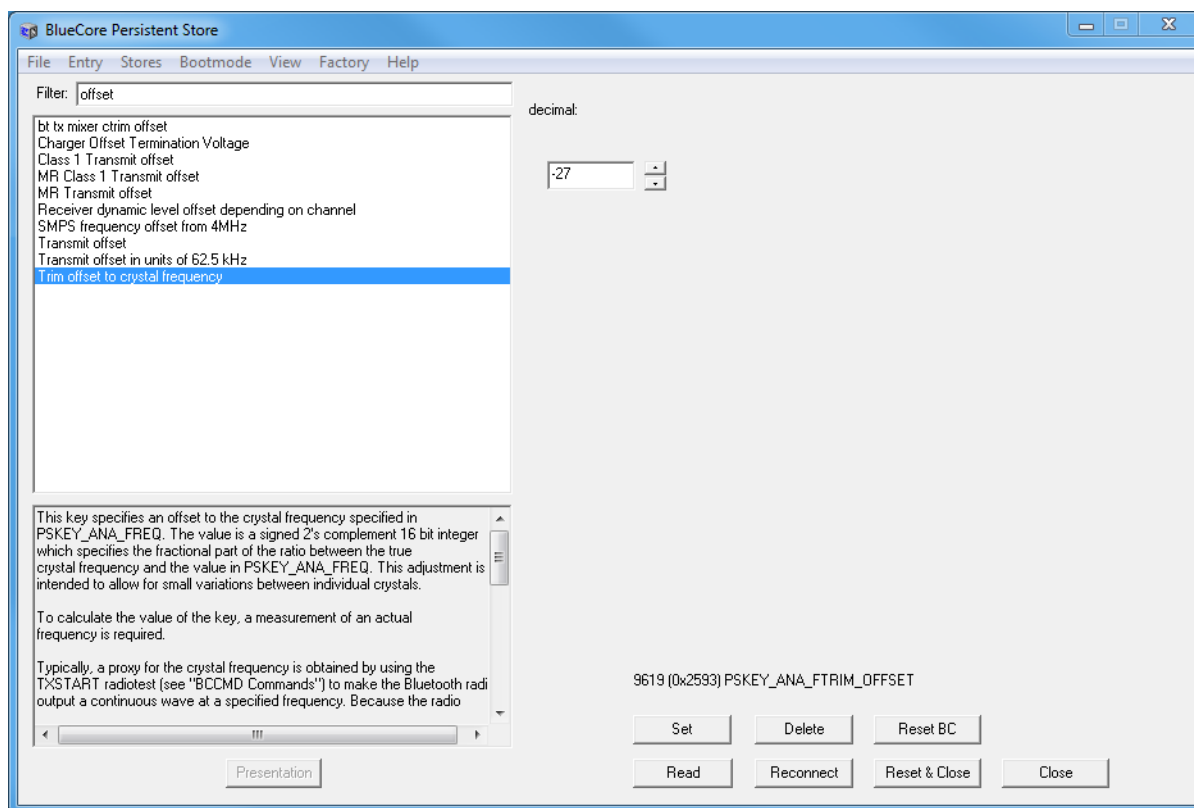 BlueCore Persistent Store
File Entry Stores Bootmode View Factory Help
Filter: offset
decimal:
bt tx mixer ctrim offset
Charger Offset Termination Voltage
Class 1 Transmit offset
MR Class 1 Transmit offset
MR Transmit offset
Receiver dynamic level offset depending on channel
SMPS frequency offset from 4MHz
Transmit offset
Transmit offset in units of 62.5 kHz
Trim offset to crystal frequency
-27
This key specifies an offset to the crystal frequency specified in
PSKEY_ANA_FREQ. The value is a signed 2's complement 16 bit integer
which specifies the fractional part of the ratio between the true
crystal frequency and the value in PSKEY_ANA_FREQ. This adjustment is
intended to allow for small variations between individual crystals.
To calculate the value of the key, a measurement of an actual
frequency is required.
Typically, a proxy for the crystal frequency is obtained by using the
TXSTART radiotest (see "BCCMD Commands") to make the Bluetooth radi
output a continuous wave at a specified frequency. Because the radio
9619 (0x2593) PSKEY_ANA_FTRIM_OFFSET
Set Delete Reset BC
Presentation
Read Reconnect Reset & Close Close